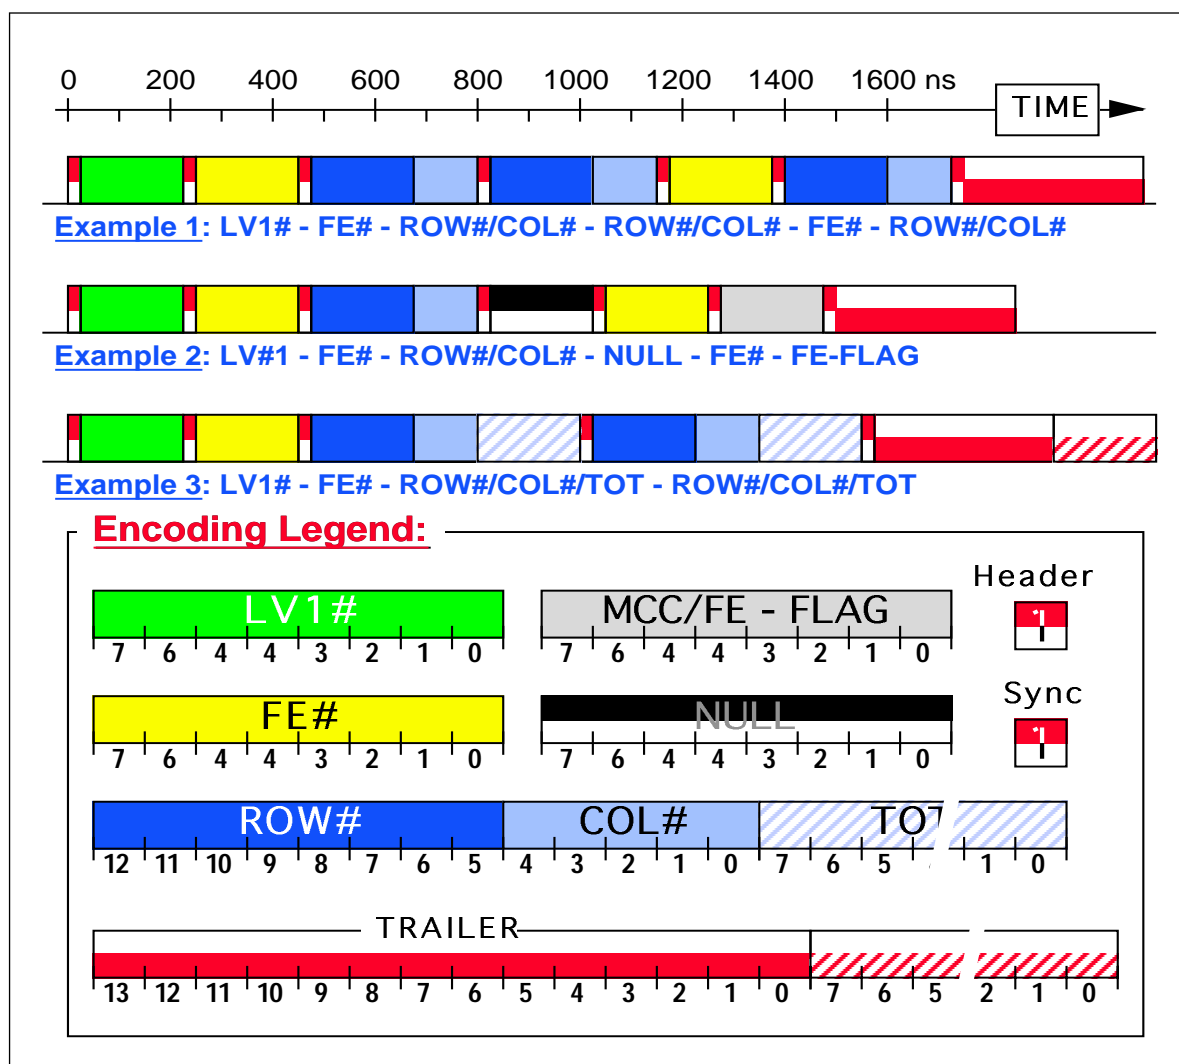 0 200 400 600 800 1000 1200 1400 1600 ns
TIME
Example 1: LV1# - FE# - ROW#/COL# - ROW#/COL# - FE# - ROW#/COL#
Example 2: LV#1 - FE# - ROW#/COL# - NULL - FE# - FE-FLAG
Example 3: LV1# - FE# - ROW#/COL#/TOT - ROW#/COL#/TOT
Encoding Legend:
LV1# MCC/FE - FLAG Header
7 6 4 4 3 2 1 0 7 6 4 4 3 2 1 0 1
FE# NULL Sync
7 6 4 4 3 2 1 0 7 6 4 4 3 2 1 0 1
ROW# COL# TOT
12 11 10 9 8 7 6 5 4 3 2 1 0 7 6 5 1 0
TRAILER
13 12 11 10 9 8 7 6 5 4 3 2 1 0 7 6 5 2 1 0